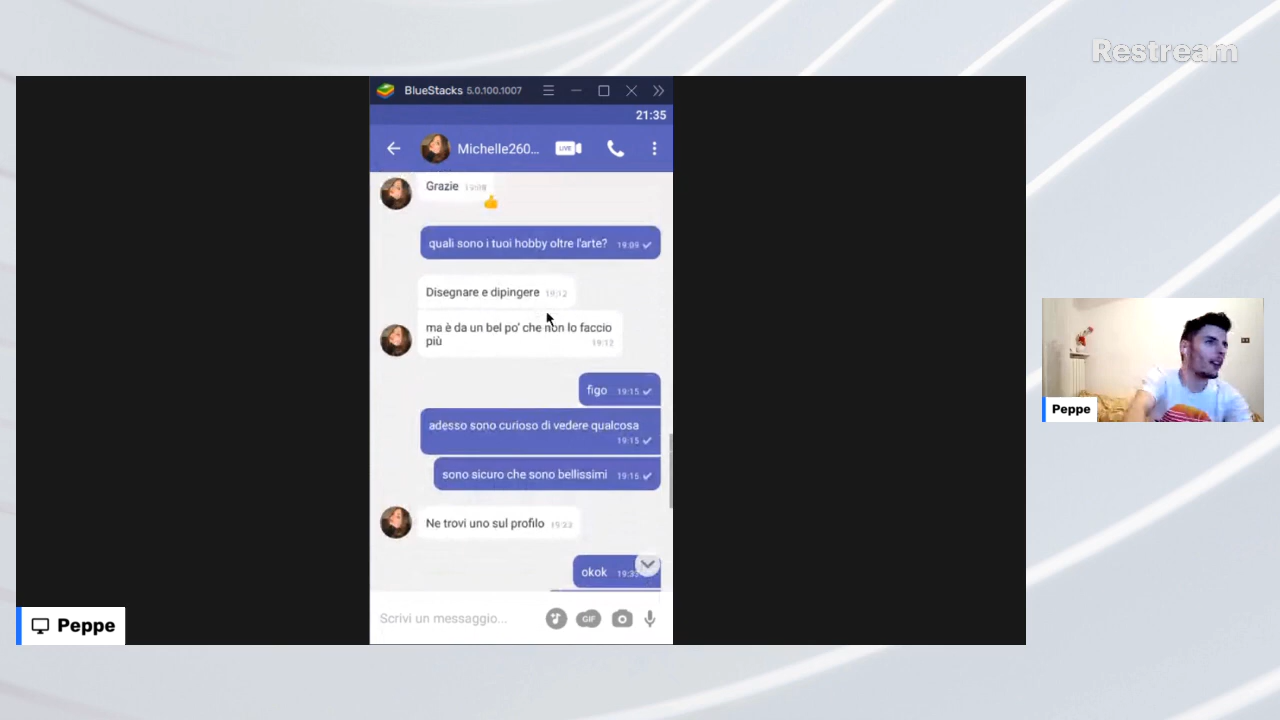 Restream
BlueStacks 5.0.100.1007
21:35
LIVE
Michelle260...
Grazie 19:08
quali sono i tuoi hobby oltre l'arte? 19:09
Disegnare e dipingere 19:12
ma è da un bel po' che non lo faccio
più 19:12
figo 19:15
adesso sono curioso di vedere qualcosa
19:15
sono sicuro che sono bellissimi 19:15
Ne trovi uno sul profilo 19:33
okok
Scrivi un messaggio...
GIF
Peppe
Peppe